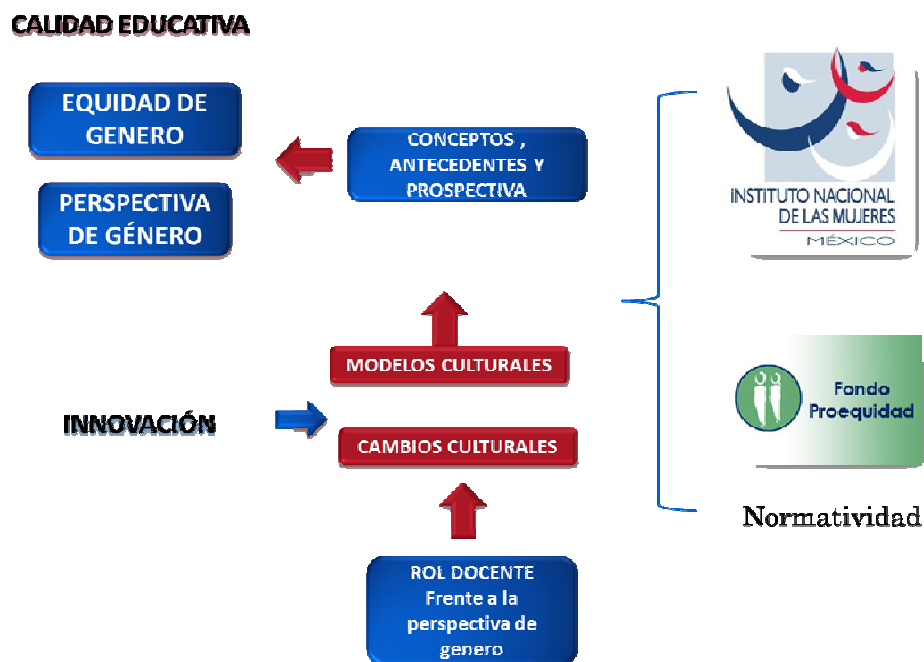 CALIDAD EDUCATIVA
EQUIDAD DE
GENERO
PERSPECTIVA
DE GÉNERO
CONCEPTOS ,
ANTECEDENTES Y
PROSPECTIVA
MODELOS CULTURALES
INNOVACIÓN
CAMBIOS CULTURALES
ROL DOCENTE
Frente a la
perspectiva de
genero
INSTITUTO NACIONAL
DE LAS MUJERES
MÉXICO
Fondo
Proequidad
Normatividad